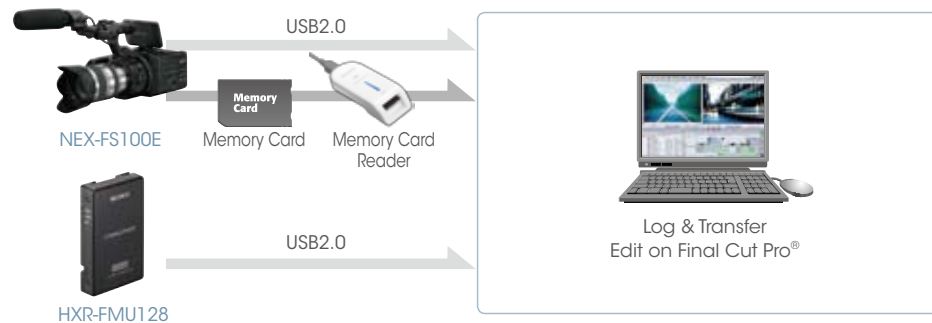 USB2.0
Memory
Card
NEX-FS100E
Memory Card
Memory Card
Reader
Log & Transfer
Edit on Final Cut Pro®
USB2.0
HXR-FMU128